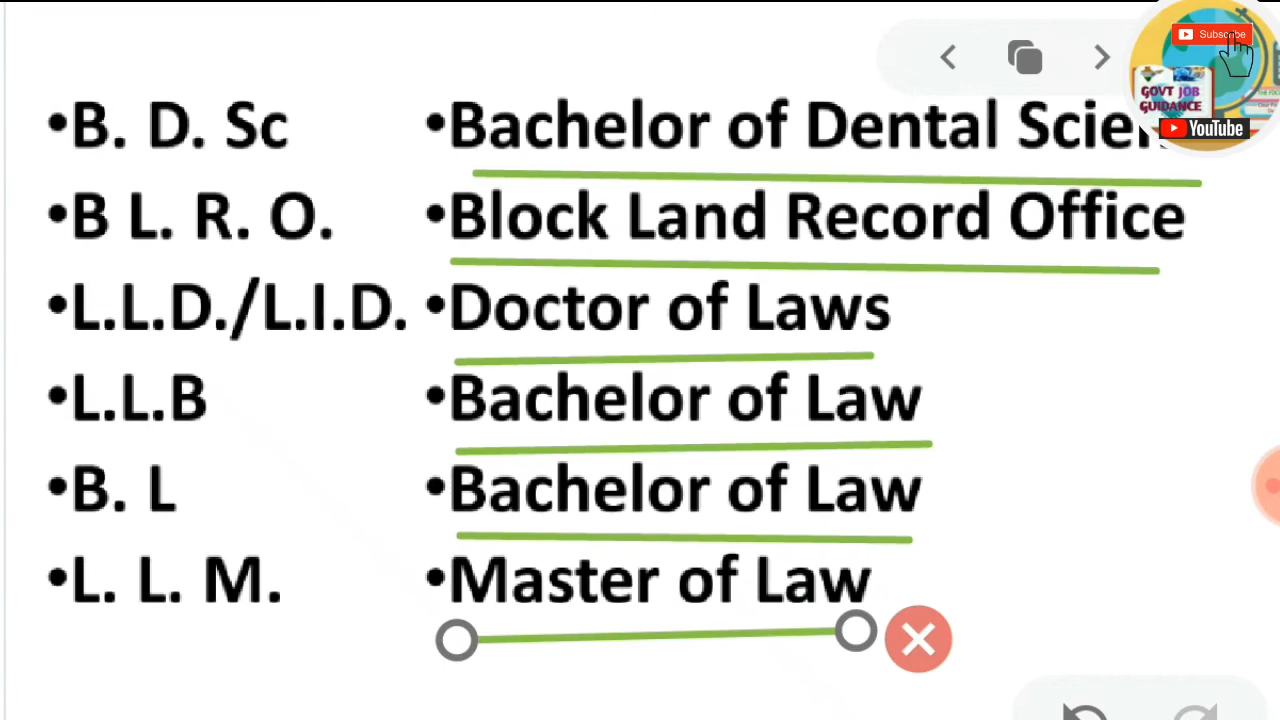 Subscribe
GOVT JOB
GUIDANCE
YouTube
•B. D. Sc •Bachelor of Dental
•B L. R. O. •Block Land Record Office
•L.L.D./L.I.D. •Doctor of Laws
•L.L.B •Bachelor of Law
•B. L •Bachelor of Law
•L. L. M. •Master of Law